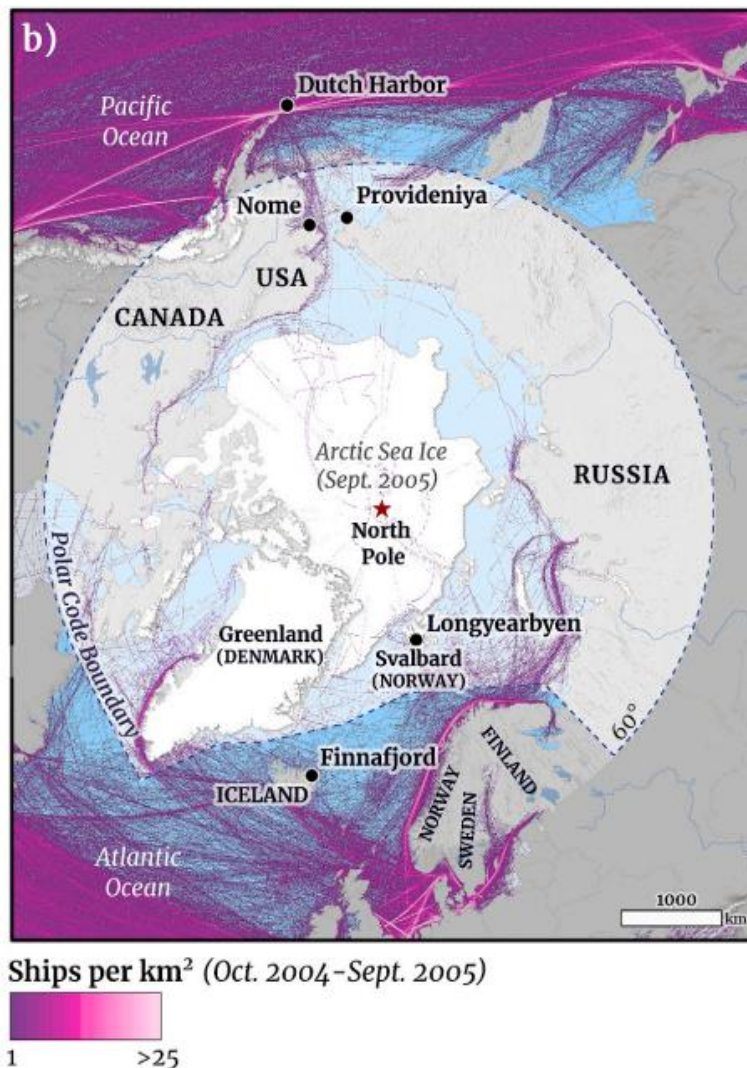 b)
Dutch Harbor
Pacific
Ocean
Nome
Provideniya
USA
CANADA
Arctic Sea Ice
(Sept. 2005)
RUSSIA
North
Pole
Polar Code Boundary
Greenland
(DENMARK)
Longyearbyen
Svalbard
(NORWAY)
60°
Finnafjord
ICELAND
NORWAY
SWEDEN
FINLAND
Atlantic
Ocean
1000
km
Ships per km² (Oct. 2004–Sept. 2005)
1 >25